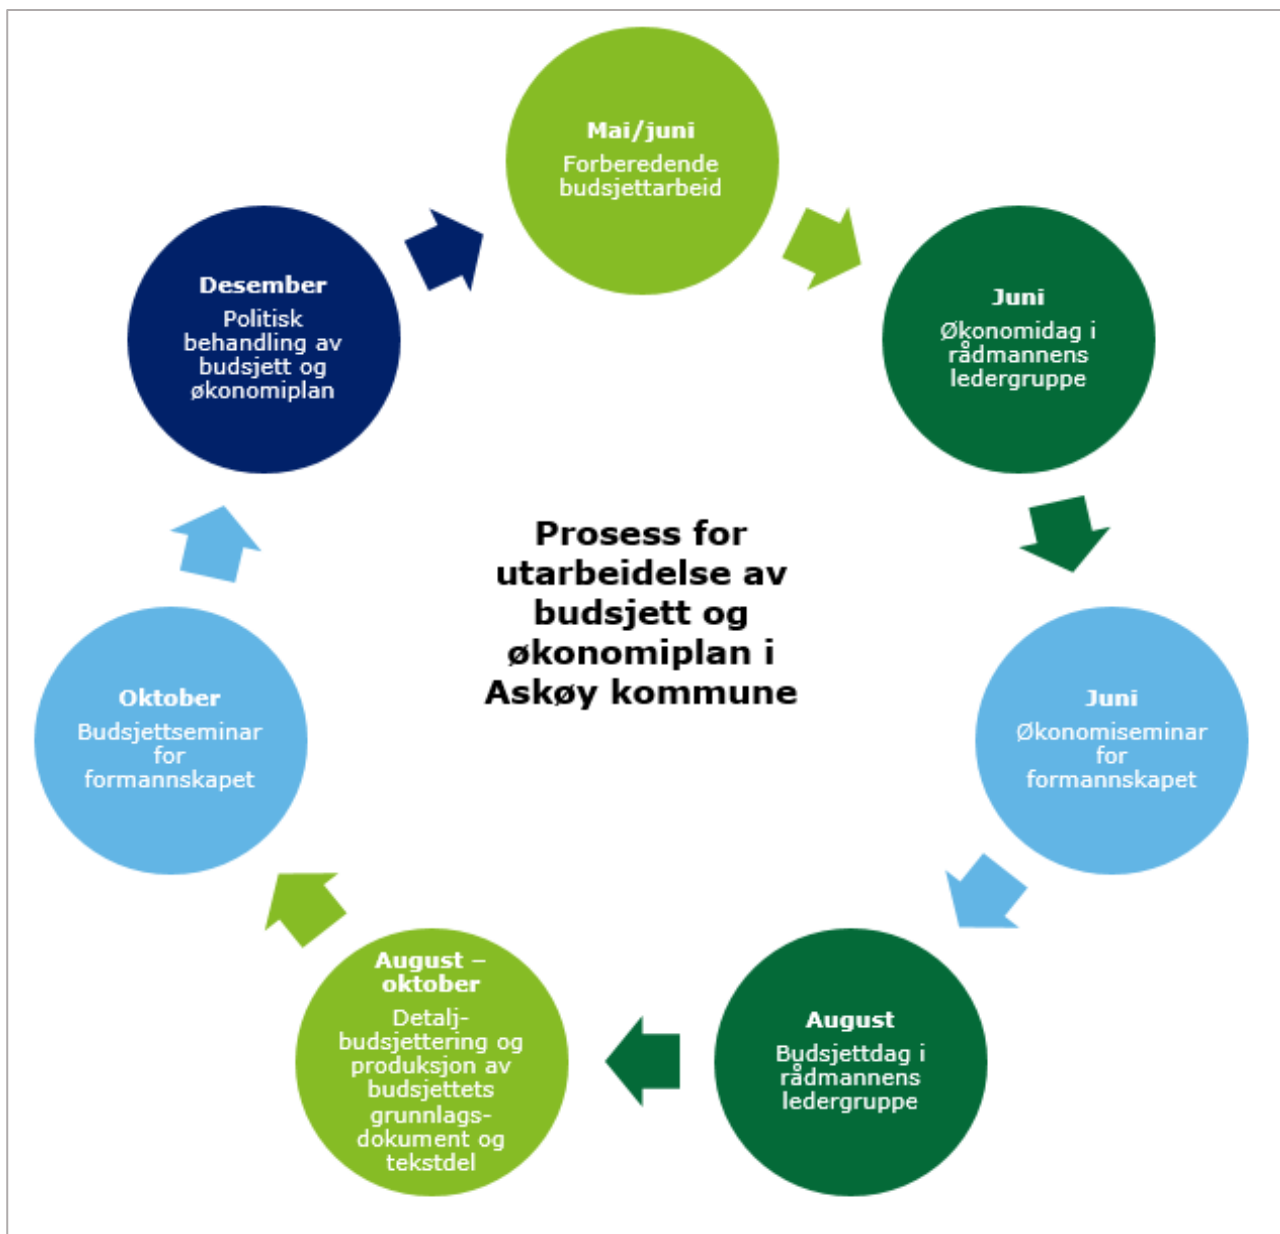 Mai/juni
Forberedende
budsjettarbeid
Juni
Økonomidag i
rådmannens
ledergruppe
Juni
Økonomiseminar
for
formannskapet
August
Budsjettdag i
rådmannens
ledergruppe
August –
oktober
Detalj-
budsjettering og
produksjon av
budsjettets
grunnlags-
dokument og
tekstdel
Oktober
Budsjettseminar
for
formannskapet
Desember
Politisk
behandling av
budsjett og
økonomiplan
Prosess for
utarbeidelse av
budsjett og
økonomiplan i
Askøy kommune